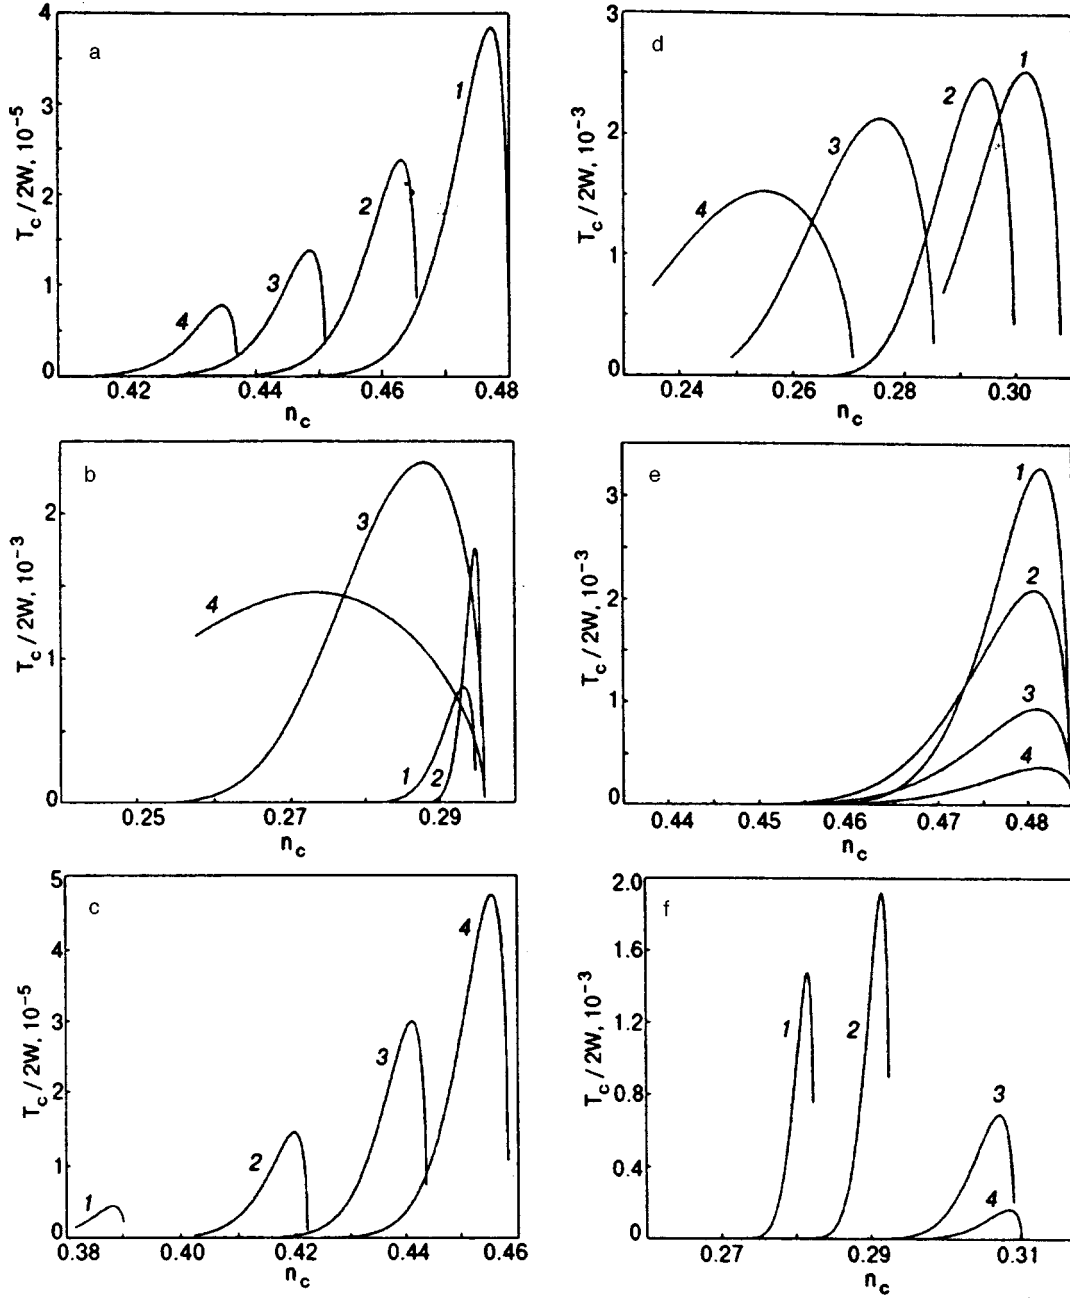 a
T_c / 2W, 10^-5
4
3
2
1
0
1
2
3
4
0.42 0.44 0.46 0.48
n_c
d
T_c / 2W, 10^-3
3
2
1
0
1
2
3
4
0.24 0.26 0.28 0.30
n_c
b
T_c / 2W, 10^-3
2
1
0
3
4
1
2
0.25 0.27 0.29
n_c
e
T_c / 2W, 10^-3
3
2
1
0
1
2
3
4
0.44 0.45 0.46 0.47 0.48
n_c
c
T_c / 2W, 10^-5
5
4
3
2
1
0
4
3
2
1
0.38 0.40 0.42 0.44 0.46
n_c
f
T_c / 2W, 10^-3
2.0
1.6
1.2
0.8
0.4
0
1
2
3
4
0.27 0.29 0.31
n_c